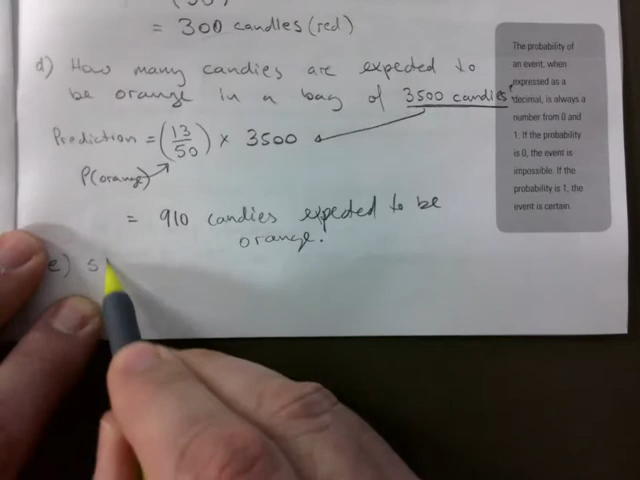 = 300 candles (red)
d) How many candies are expected to
be orange in a bag of 3500 candies?
Prediction = (13/50) × 3500
P(orange)
= 910 candies expected to be
orange.
e) s
The probability of
an event, when
expressed as a
decimal, is always a
number from 0 and
1. If the probability
is 0, the event is
impossible. If the
probability is 1, the
event is certain.